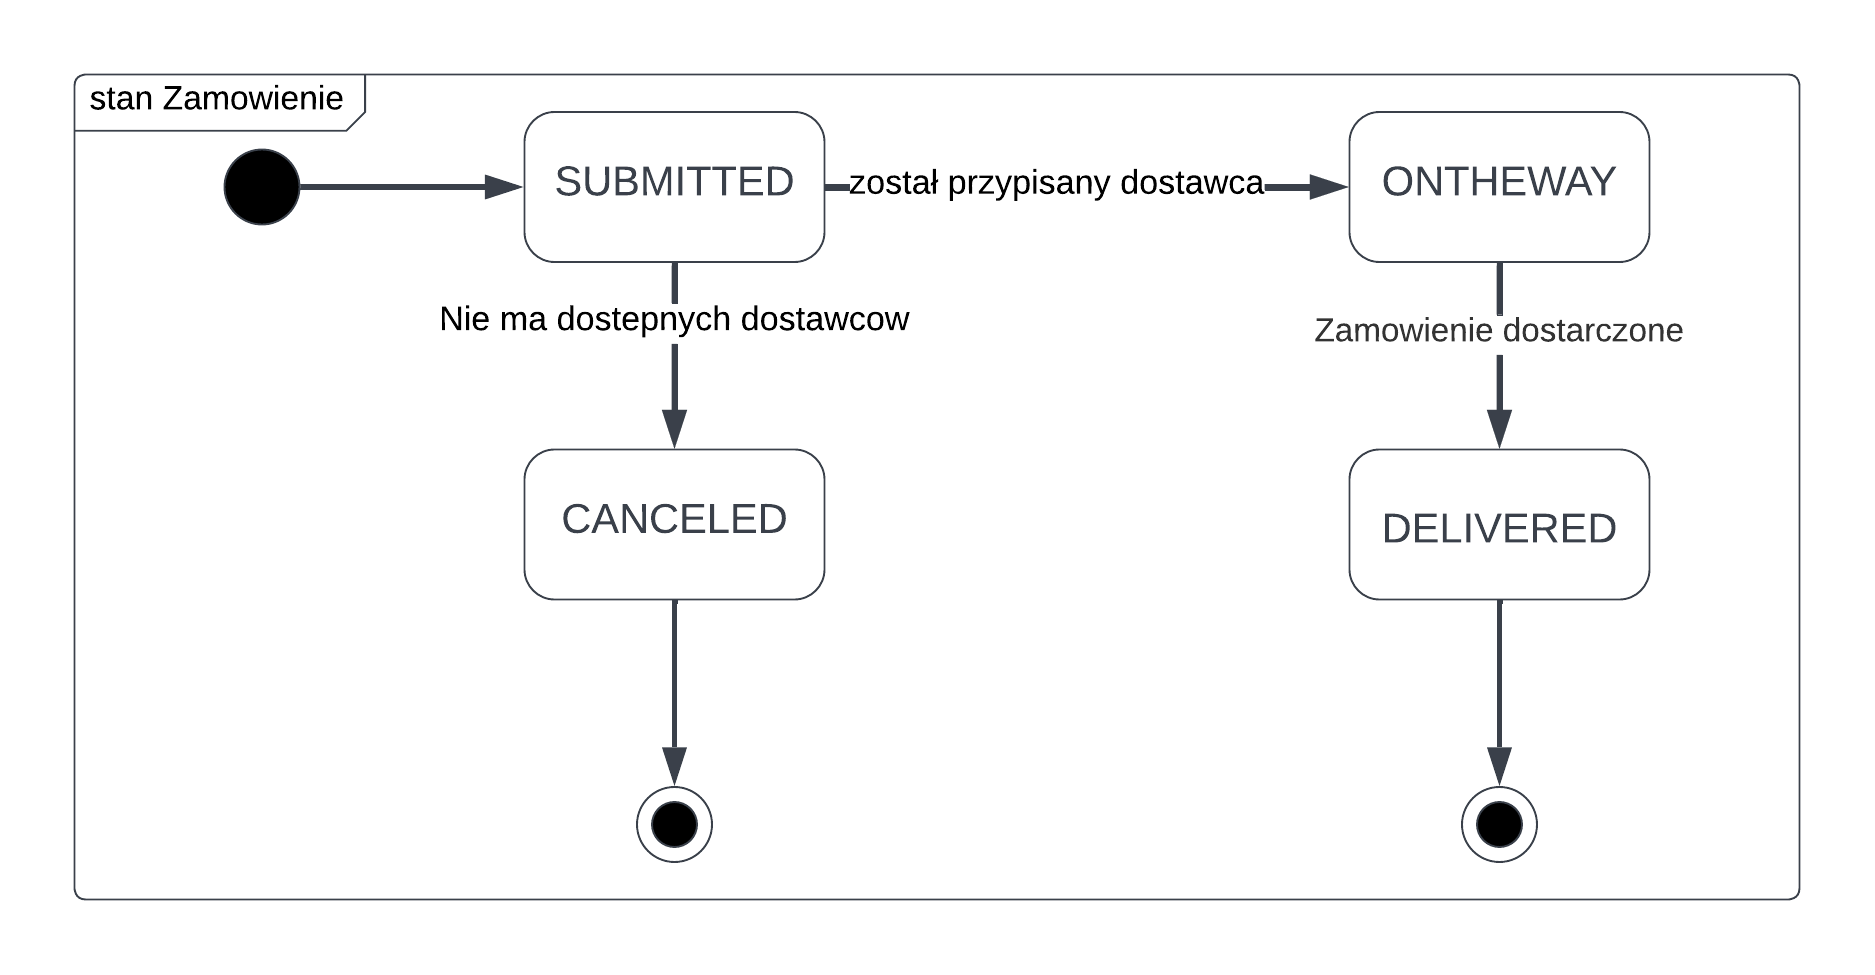 stan Zamowienie
SUBMITTED
został przypisany dostawca
ONTHEWAY
Nie ma dostepnych dostawcow
Zamowienie dostarczone
CANCELED
DELIVERED